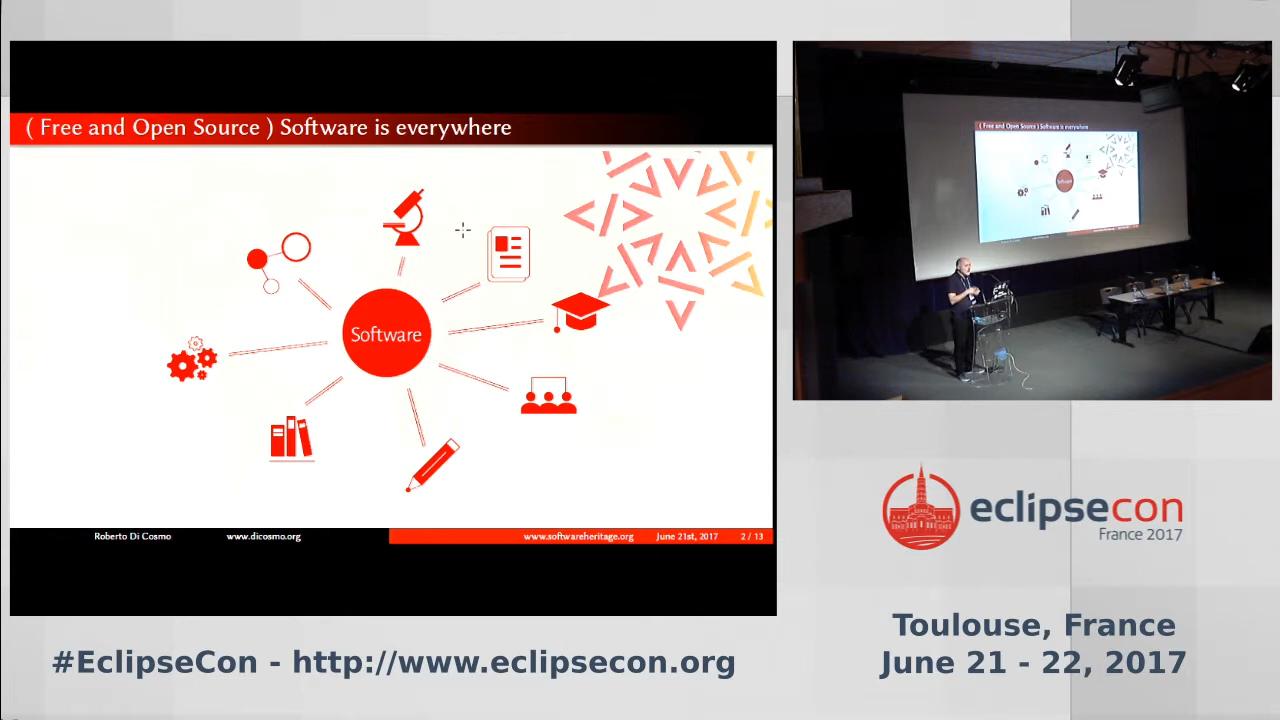 ( Free and Open Source ) Software is everywhere
Software
Roberto Di Cosmo www.dicosmo.org www.softwareheritage.org June 21st, 2017 2 / 13
( Free and Open Source ) Software is everywhere
Software
eclipsecon
France 2017
#EclipseCon - http://www.eclipsecon.org
Toulouse, France
June 21 - 22, 2017